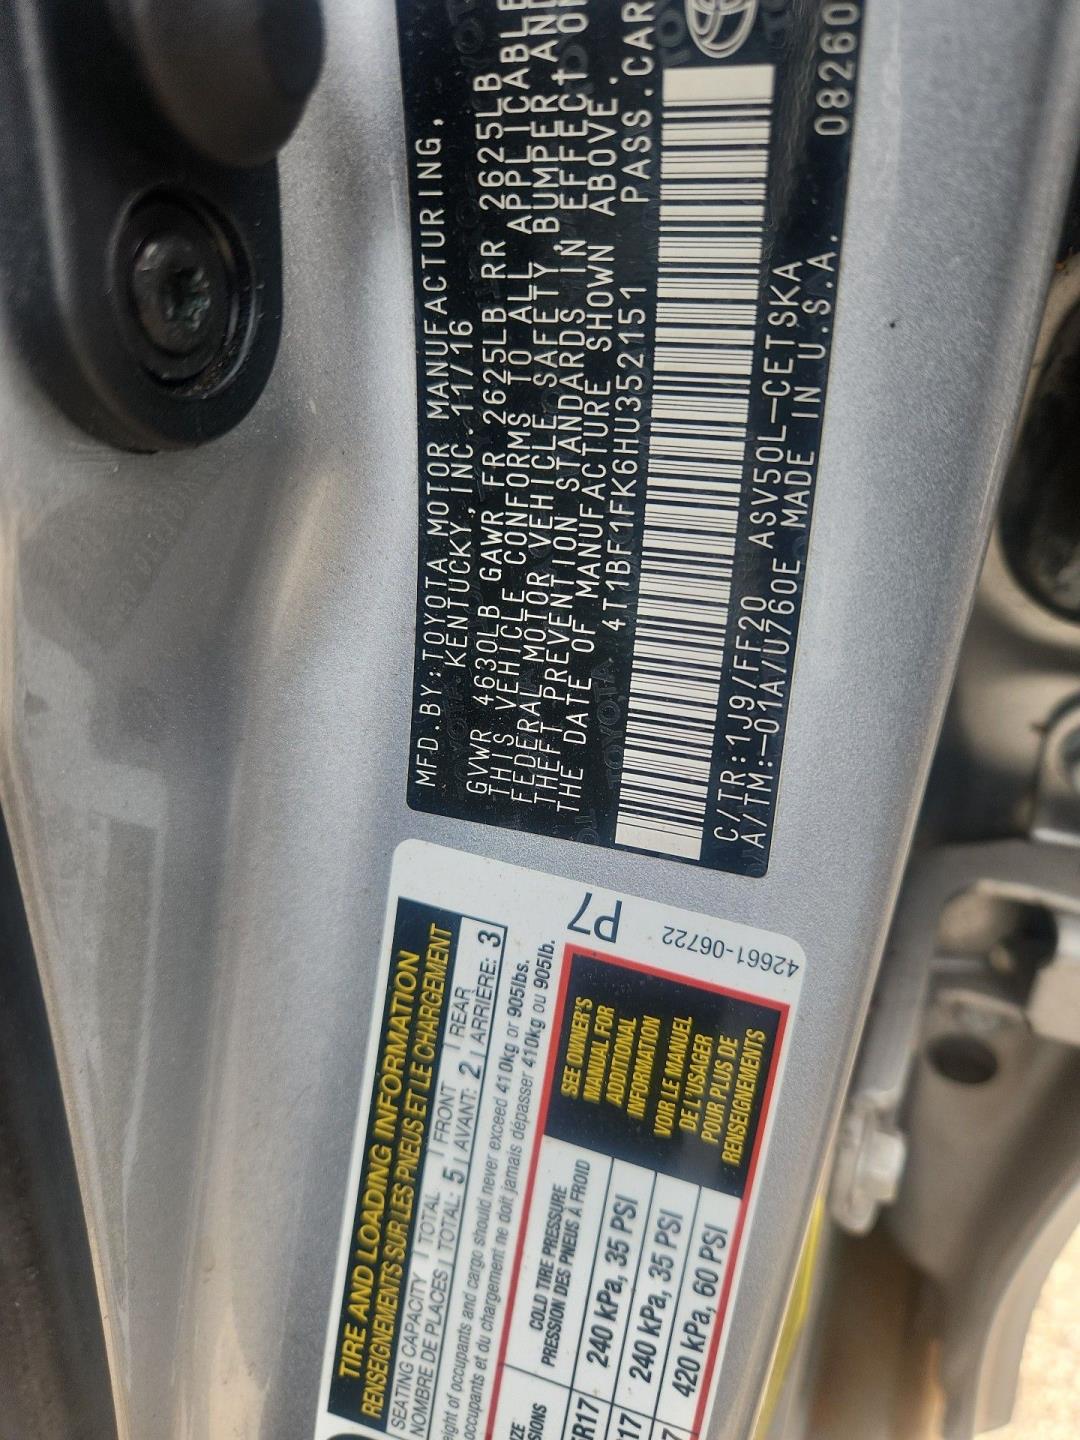 MFD.BY:TOYOTA MOTOR MANUFACTURING,
KENTUCKY,INC.11/16
GVWR 4630LB GAWR FR 2625LB RR 2625LB
THIS VEHICLE CONFORMS TO ALL APPLICABLE
FEDERAL MOTOR VEHICLE SAFETY, BUMPER AND
THEFT PREVENTION STANDARDS IN EFFECT ON
THE DATE OF MANUFACTURE SHOWN ABOVE.
4T1BF1FK6HU352151 PASS.CAR
C/TR:1J9/FF20 ASV50L-CETSKA
A/TM:-01A/U760E MADE IN U.S.A. 08260
P7
42661-06722
TIRE AND LOADING INFORMATION
RENSEIGNEMENTS SUR LES PNEUS ET LE CHARGEMENT
SEATING CAPACITY TOTAL FRONT REAR
NOMBRE DE PLACES TOTAL: 5 AVANT: 2 ARRIÈRE: 3
of occupants and cargo should never exceed 410kg or 905lbs.
occupants et du chargement ne doit jamais dépasser 410kg ou 905lb.
COLD TIRE PRESSURE
PRESSION DES PNEUS À FROID
R17 240 kPa, 35 PSI
17 240 kPa, 35 PSI
420 kPa, 60 PSI
SEE OWNER'S
MANUAL FOR
ADDITIONAL
INFORMATION
VOIR LE MANUEL
DE L'USAGER
POUR PLUS DE
RENSEIGNEMENTS